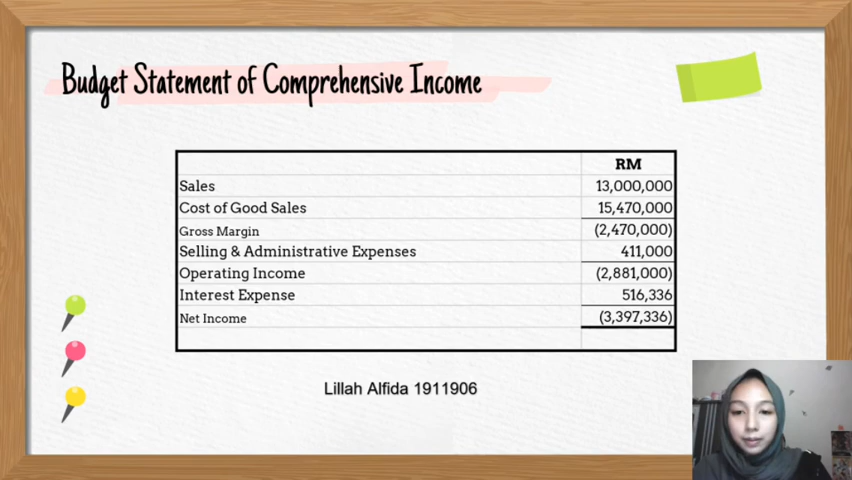 Budget Statement of Comprehensive Income
RM
Sales 13,000,000
Cost of Good Sales 15,470,000
Gross Margin (2,470,000)
Selling & Administrative Expenses 411,000
Operating Income (2,881,000)
Interest Expense 516,336
Net Income (3,397,336)
Lillah Alfida 1911906